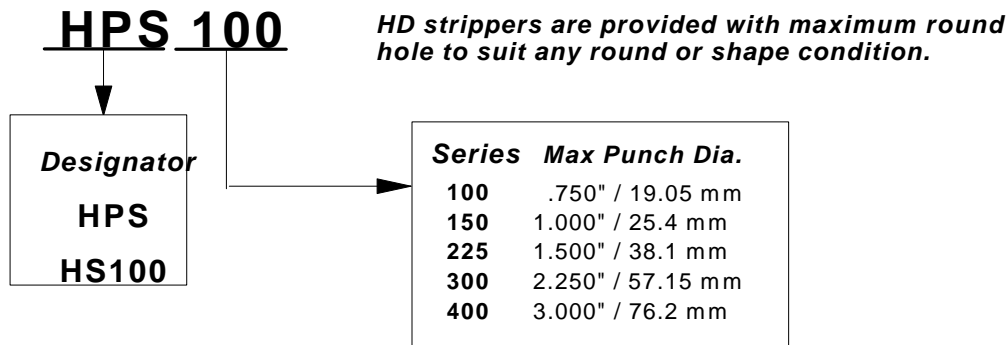 HPS 100
HD strippers are provided with maximum round
hole to suit any round or shape condition.
Designator
HPS
HS100
Series Max Punch Dia.
100 .750" / 19.05 mm
150 1.000" / 25.4 mm
225 1.500" / 38.1 mm
300 2.250" / 57.15 mm
400 3.000" / 76.2 mm